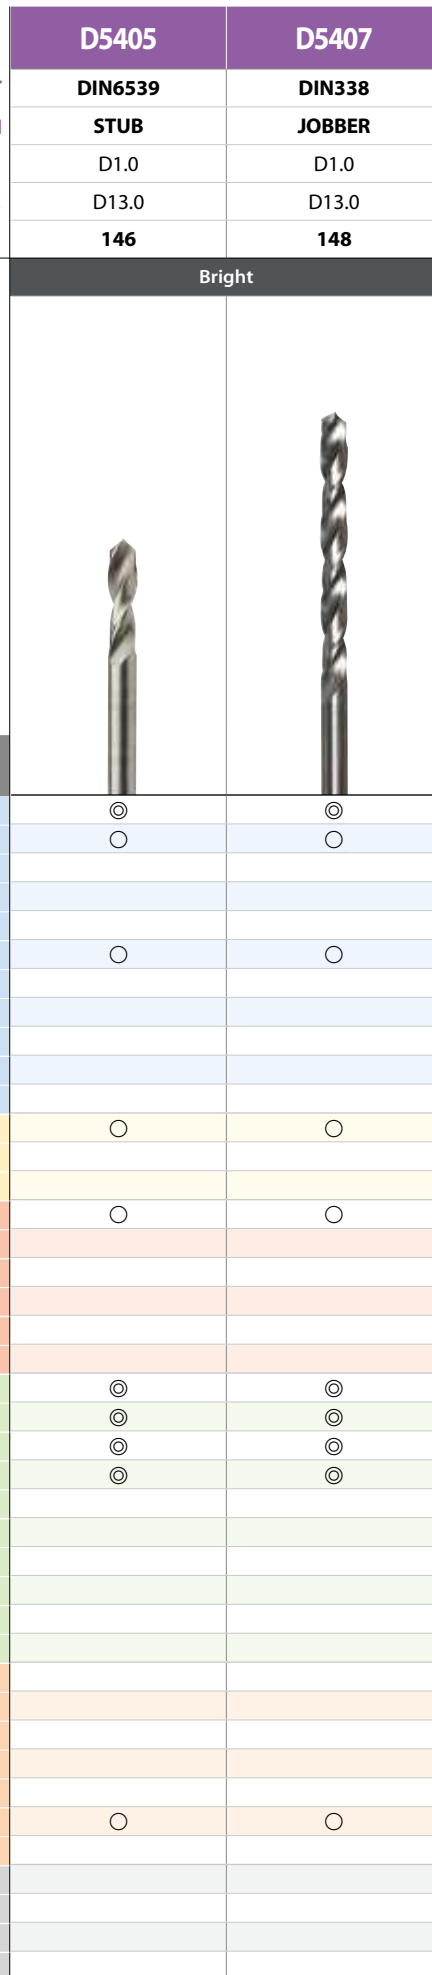 D5405 D5407
DIN6539 DIN338
STUB JOBBER
D1.0 D1.0
D13.0 D13.0
146 148
Bright
◎ ◎
○ ○
○ ○
○ ○
○ ○
◎ ◎
◎ ◎
◎ ◎
◎ ◎
○ ○